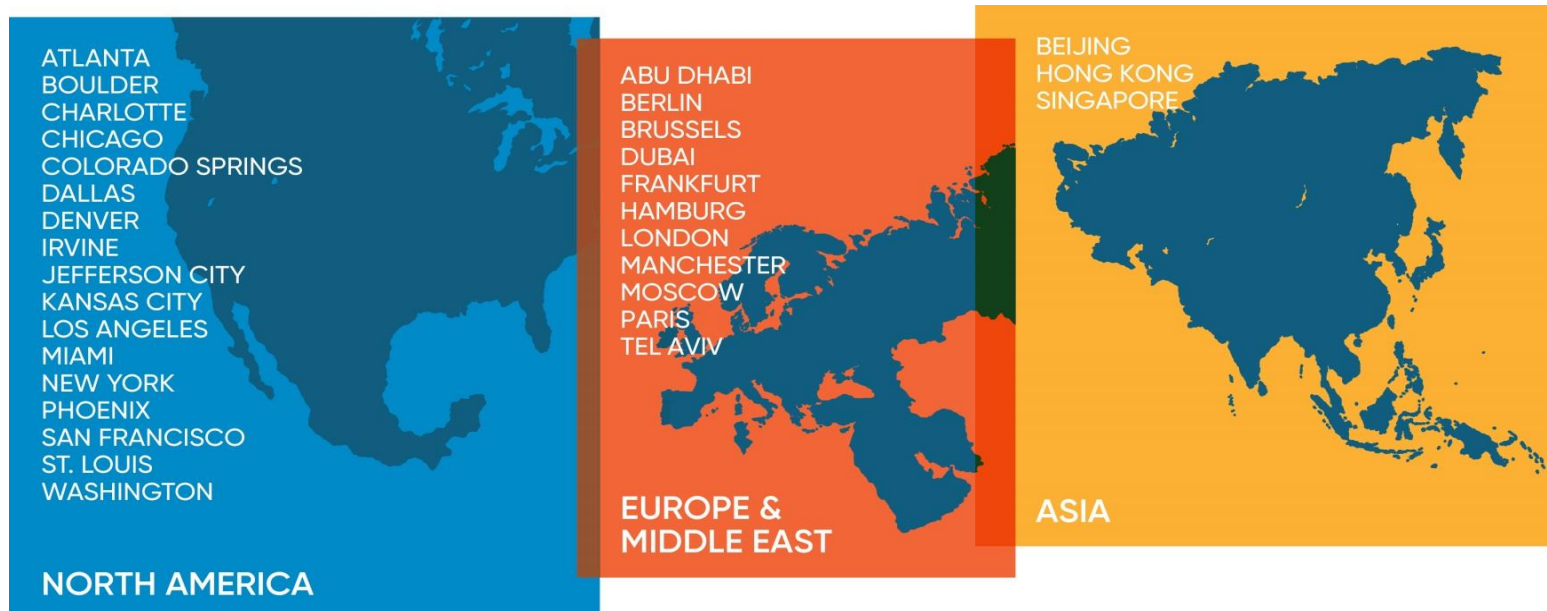 ATLANTA
BOULDER
CHARLOTTE
CHICAGO
COLORADO SPRINGS
DALLAS
DENVER
IRVINE
JEFFERSON CITY
KANSAS CITY
LOS ANGELES
MIAMI
NEW YORK
PHOENIX
SAN FRANCISCO
ST. LOUIS
WASHINGTON
NORTH AMERICA
ABU DHABI
BERLIN
BRUSSELS
DUBAI
FRANKFURT
HAMBURG
LONDON
MANCHESTER
MOSCOW
PARIS
TEL AVIV
EUROPE &
MIDDLE EAST
BEIJING
HONG KONG
SINGAPORE
ASIA